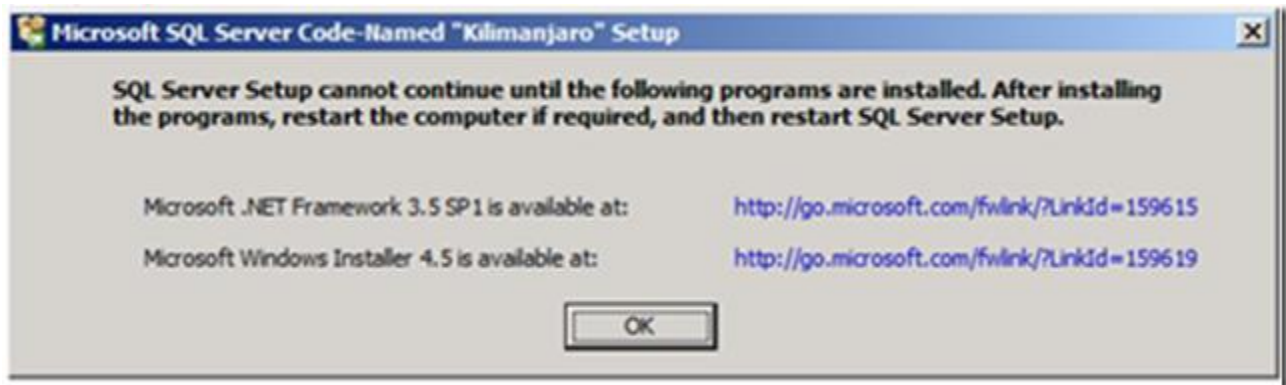 Microsoft SQL Server Code-Named "Kilimanjaro" Setup
SQL Server Setup cannot continue until the following programs are installed. After installing
the programs, restart the computer if required, and then restart SQL Server Setup.
Microsoft .NET Framework 3.5 SP1 is available at: http://go.microsoft.com/fwlink/?LinkId=159615
Microsoft Windows Installer 4.5 is available at: http://go.microsoft.com/fwlink/?LinkId=159619
OK